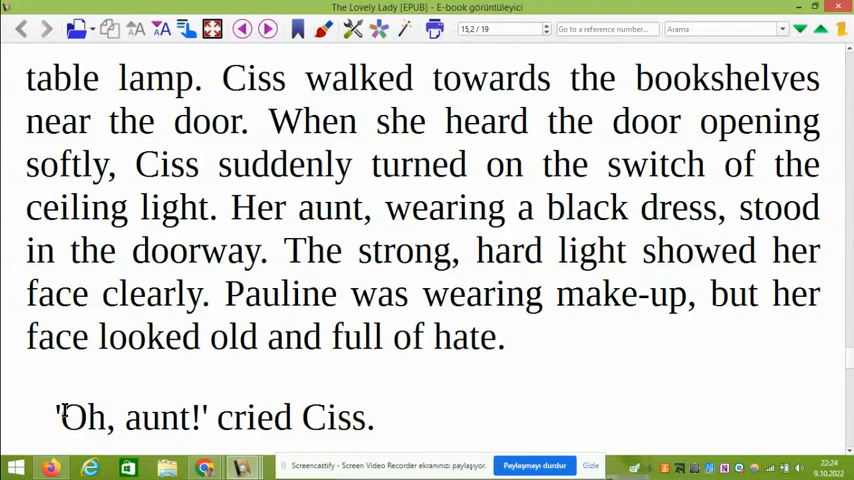 The Lovely Lady [EPUB] - E-book görüntüleyici
15,2 / 19
Go to a reference number...
Arama
table lamp. Ciss walked towards the bookshelves
near the door. When she heard the door opening
softly, Ciss suddenly turned on the switch of the
ceiling light. Her aunt, wearing a black dress, stood
in the doorway. The strong, hard light showed her
face clearly. Pauline was wearing make-up, but her
face looked old and full of hate.
'Oh, aunt!' cried Ciss.
Screencastify - Screen Video Recorder ekranınızı paylaşıyor.
Paylaşmayı durdur
Gizle
22:24
9.10.2022